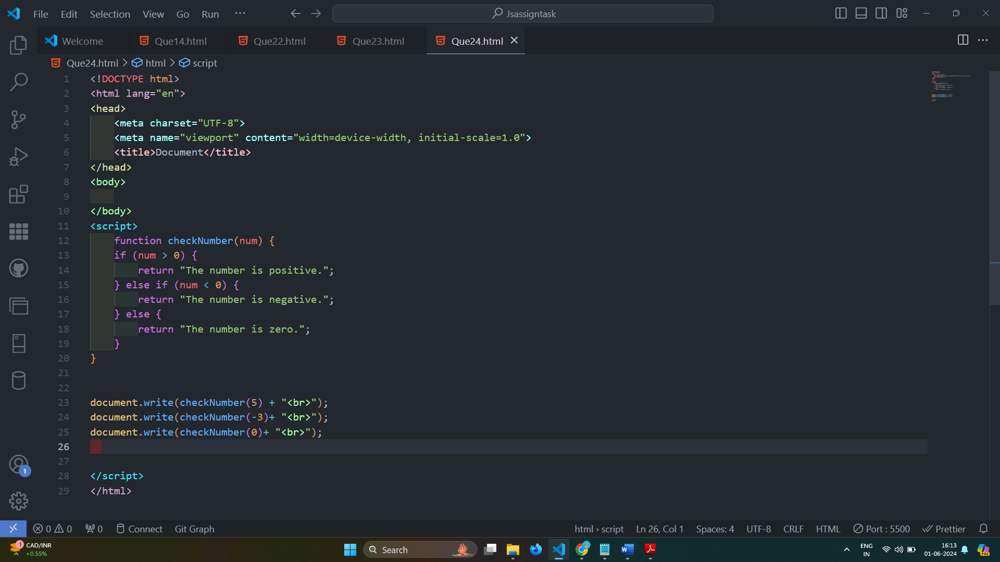 File Edit Selection View Go Run ···
Jsassigntask
Welcome Que14.html Que22.html Que23.html Que24.html
Que24.html > html > script
1 <!DOCTYPE html>
2 <html lang="en">
3 <head>
4 <meta charset="UTF-8">
5 <meta name="viewport" content="width=device-width, initial-scale=1.0">
6 <title>Document</title>
7 </head>
8 <body>
9
10 </body>
11 <script>
12 function checkNumber(num) {
13 if (num > 0) {
14 return "The number is positive.";
15 } else if (num < 0) {
16 return "The number is negative.";
17 } else {
18 return "The number is zero.";
19 }
20 }
21
22
23 document.write(checkNumber(5) + "<br>");
24 document.write(checkNumber(-3)+ "<br>");
25 document.write(checkNumber(0)+ "<br>");
26
27
28 </script>
29 </html>
1
0 0 0 Connect Git Graph
html › script Ln 26, Col 1 Spaces: 4 UTF-8 CRLF HTML Port : 5500 Prettier
1 CAD/INR
+0.55%
Search
ENG
IN
16:13
01-06-2024
PRE